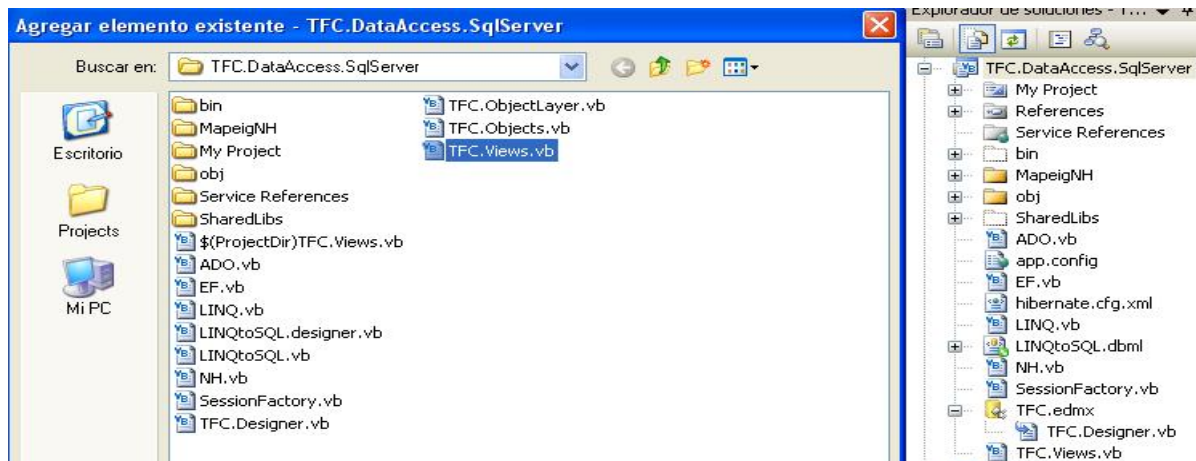 Agregar elemento existente - TFC.DataAccess.SqlServer
Buscar en:
TFC.DataAccess.SqlServer
Escritorio
Projects
Mi PC
bin
MapeigNH
My Project
obj
Service References
SharedLibs
$(ProjectDir)TFC.Views.vb
ADO.vb
EF.vb
LINQ.vb
LINQtoSQL.designer.vb
LINQtoSQL.vb
NH.vb
SessionFactory.vb
TFC.Designer.vb
TFC.ObjectLayer.vb
TFC.Objects.vb
TFC.Views.vb
Explorador de soluciones - T...
TFC.DataAccess.SqlServer
My Project
References
Service References
bin
MapeigNH
obj
SharedLibs
ADO.vb
app.config
EF.vb
hibernate.cfg.xml
LINQ.vb
LINQtoSQL.dbml
NH.vb
SessionFactory.vb
TFC.edmx
TFC.Designer.vb
TFC.Views.vb